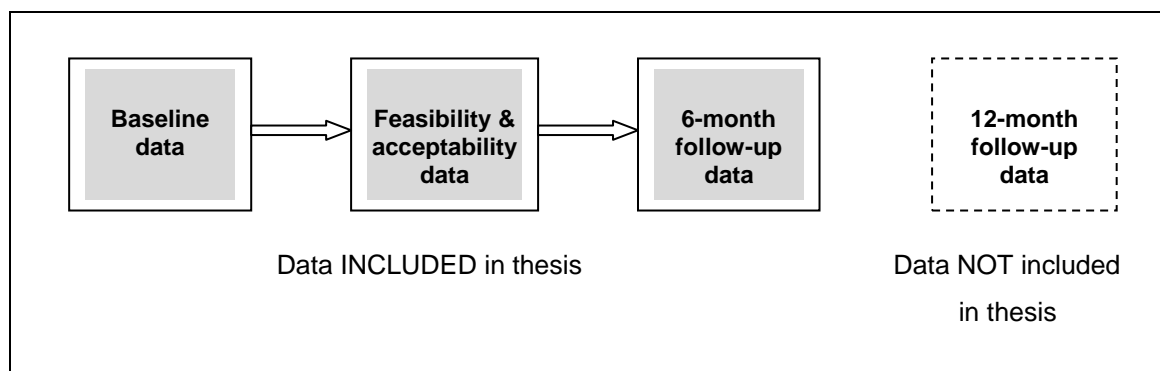 Baseline
data
Feasibility &
acceptability
data
6-month
follow-up
data
12-month
follow-up
data
Data INCLUDED in thesis
Data NOT included
in thesis